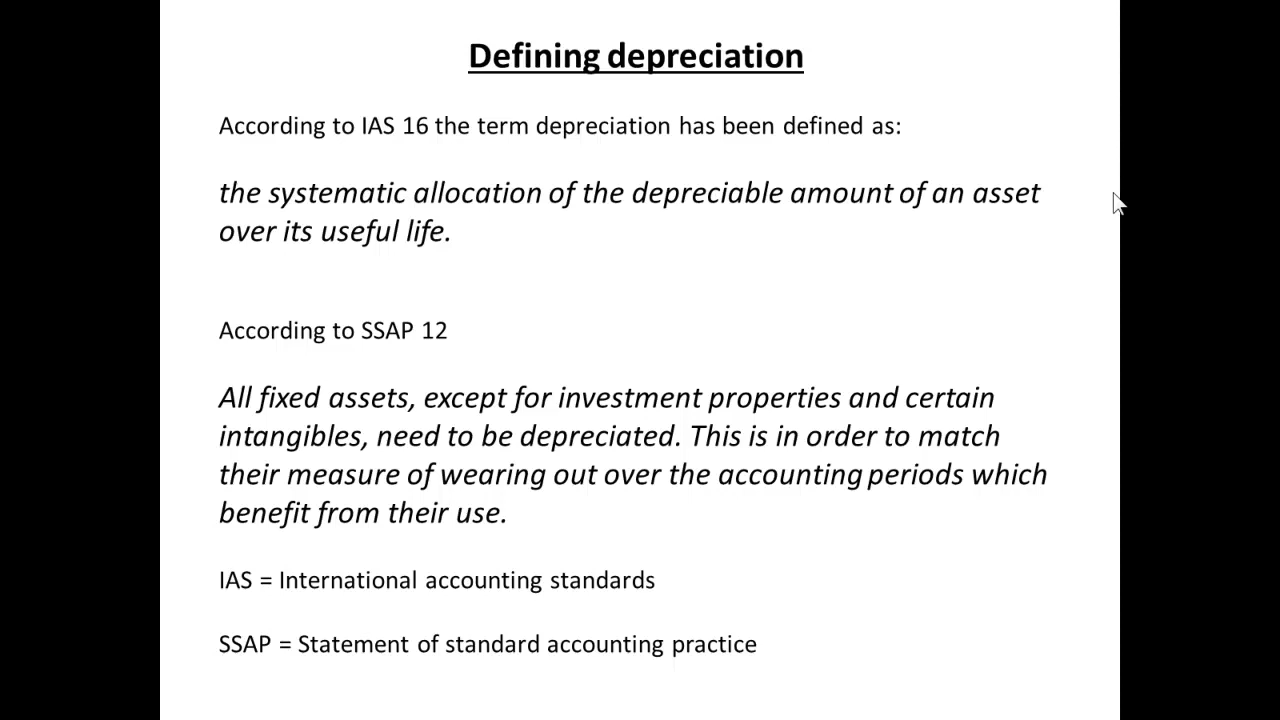 Defining depreciation
According to IAS 16 the term depreciation has been defined as:
the systematic allocation of the depreciable amount of an asset
over its useful life.
According to SSAP 12
All fixed assets, except for investment properties and certain
intangibles, need to be depreciated. This is in order to match
their measure of wearing out over the accounting periods which
benefit from their use.
IAS = International accounting standards
SSAP = Statement of standard accounting practice